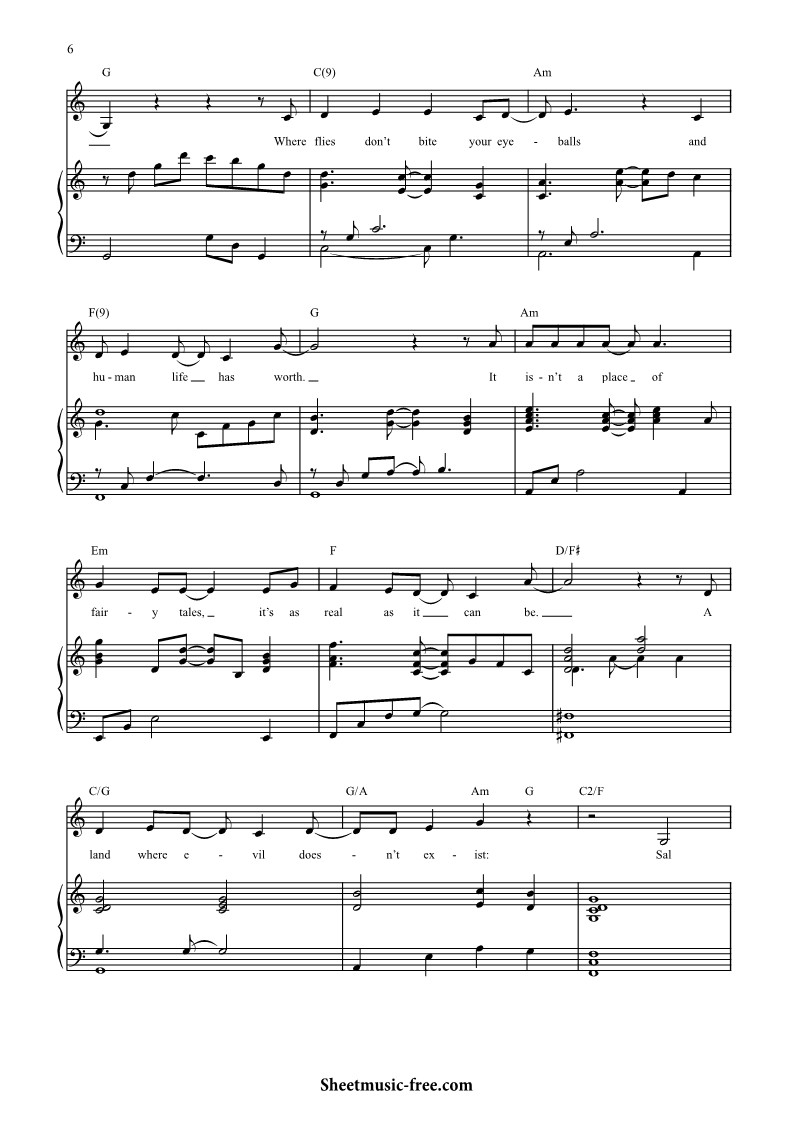 6
G C(9) Am
Where flies don't bite your eye - balls and
F(9) G Am
hu - man life has worth. It is - n't a place of
Em F D/F♯
fair - y tales, it's as real as it can be. A
C/G G/A Am G C2/F
land where e - vil does - n't ex - ist: Sal
Sheetmusic-free.com